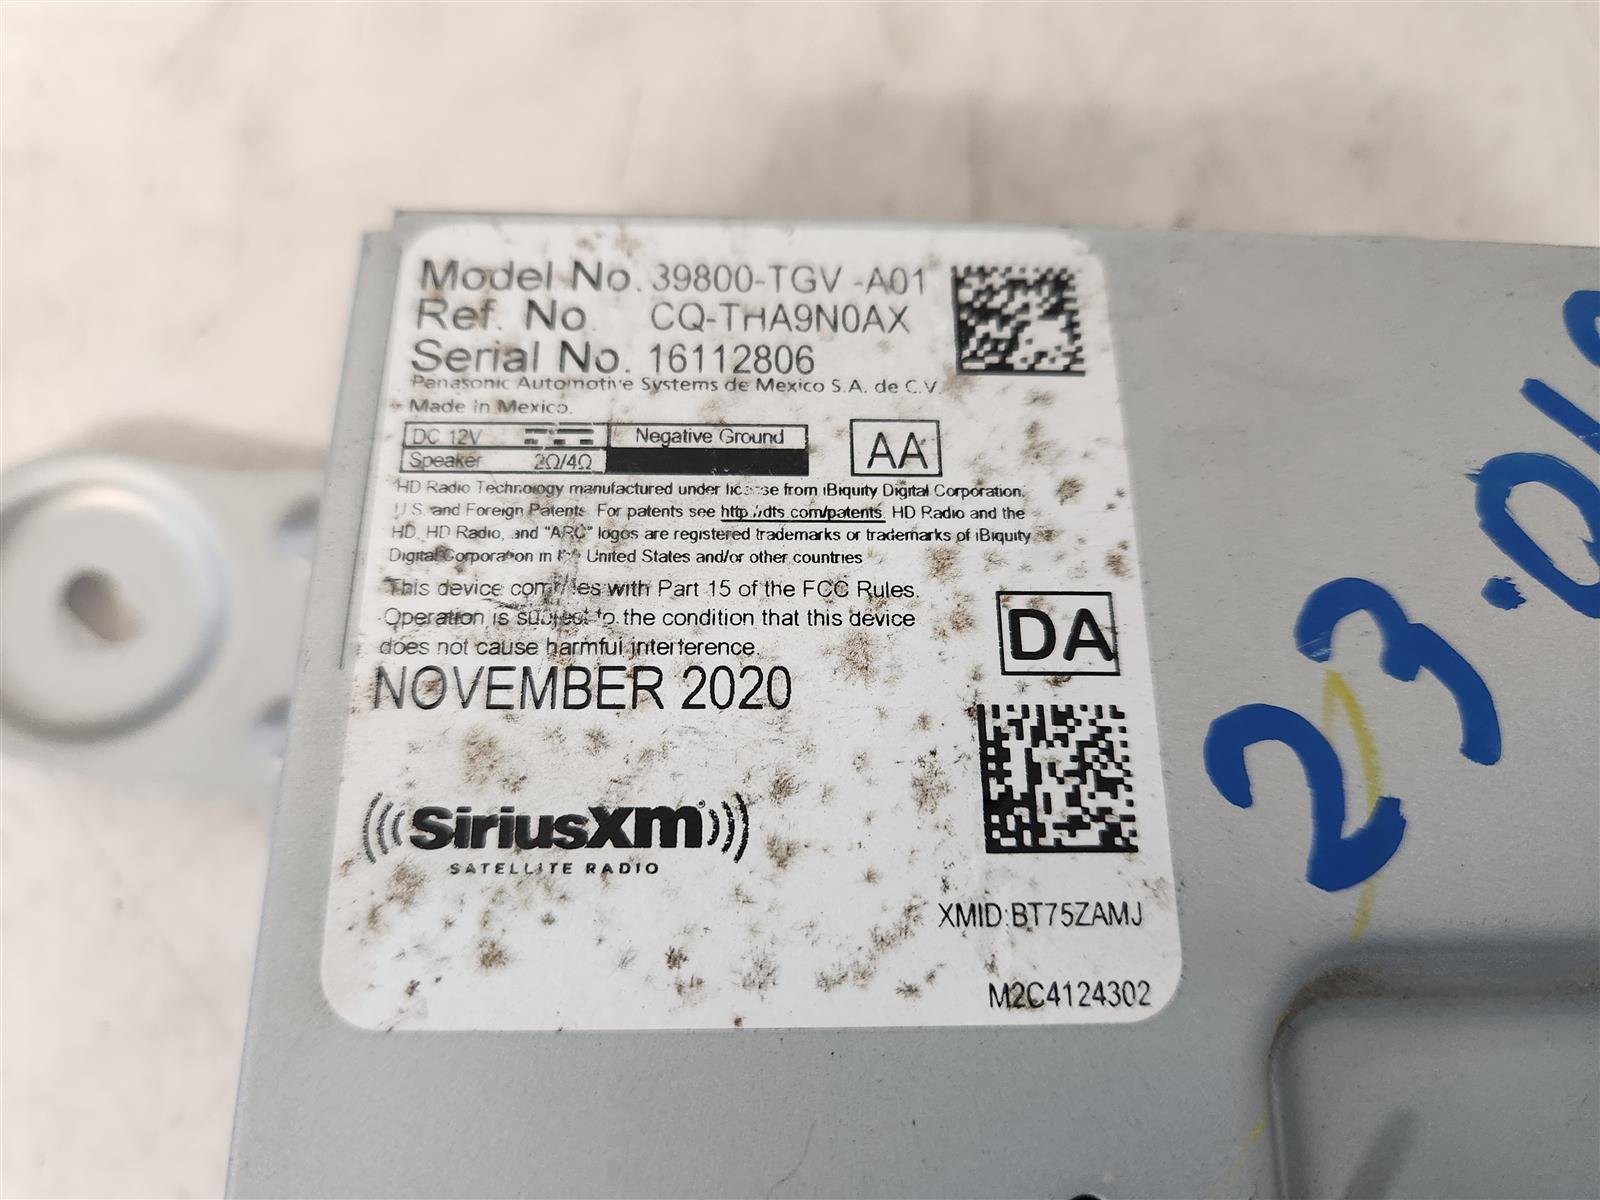 Model No. 39800-TGV -A01
Ref. No. CQ-THA9N0AX
Serial No. 16112806
Panasonic Automotive Systems de Mexico S.A. de C.V.
Made in Mexico.
DC 12V Negative Ground
Speaker 2Ω/4Ω
AA
HD Radio Technology manufactured under license from iBiquity Digital Corporation.
U.S. and Foreign Patents. For patents see http://dts.com/patents. HD Radio and the
HD, HD Radio, and "ARC" logos are registered trademarks or trademarks of iBiquity
Digital Corporation in the United States and/or other countries
This device complies with Part 15 of the FCC Rules.
Operation is subject to the condition that this device
does not cause harmful interference.
DA
NOVEMBER 2020
SiriusXM
SATELLITE RADIO
XMID:BT75ZAMJ
M2C4124302